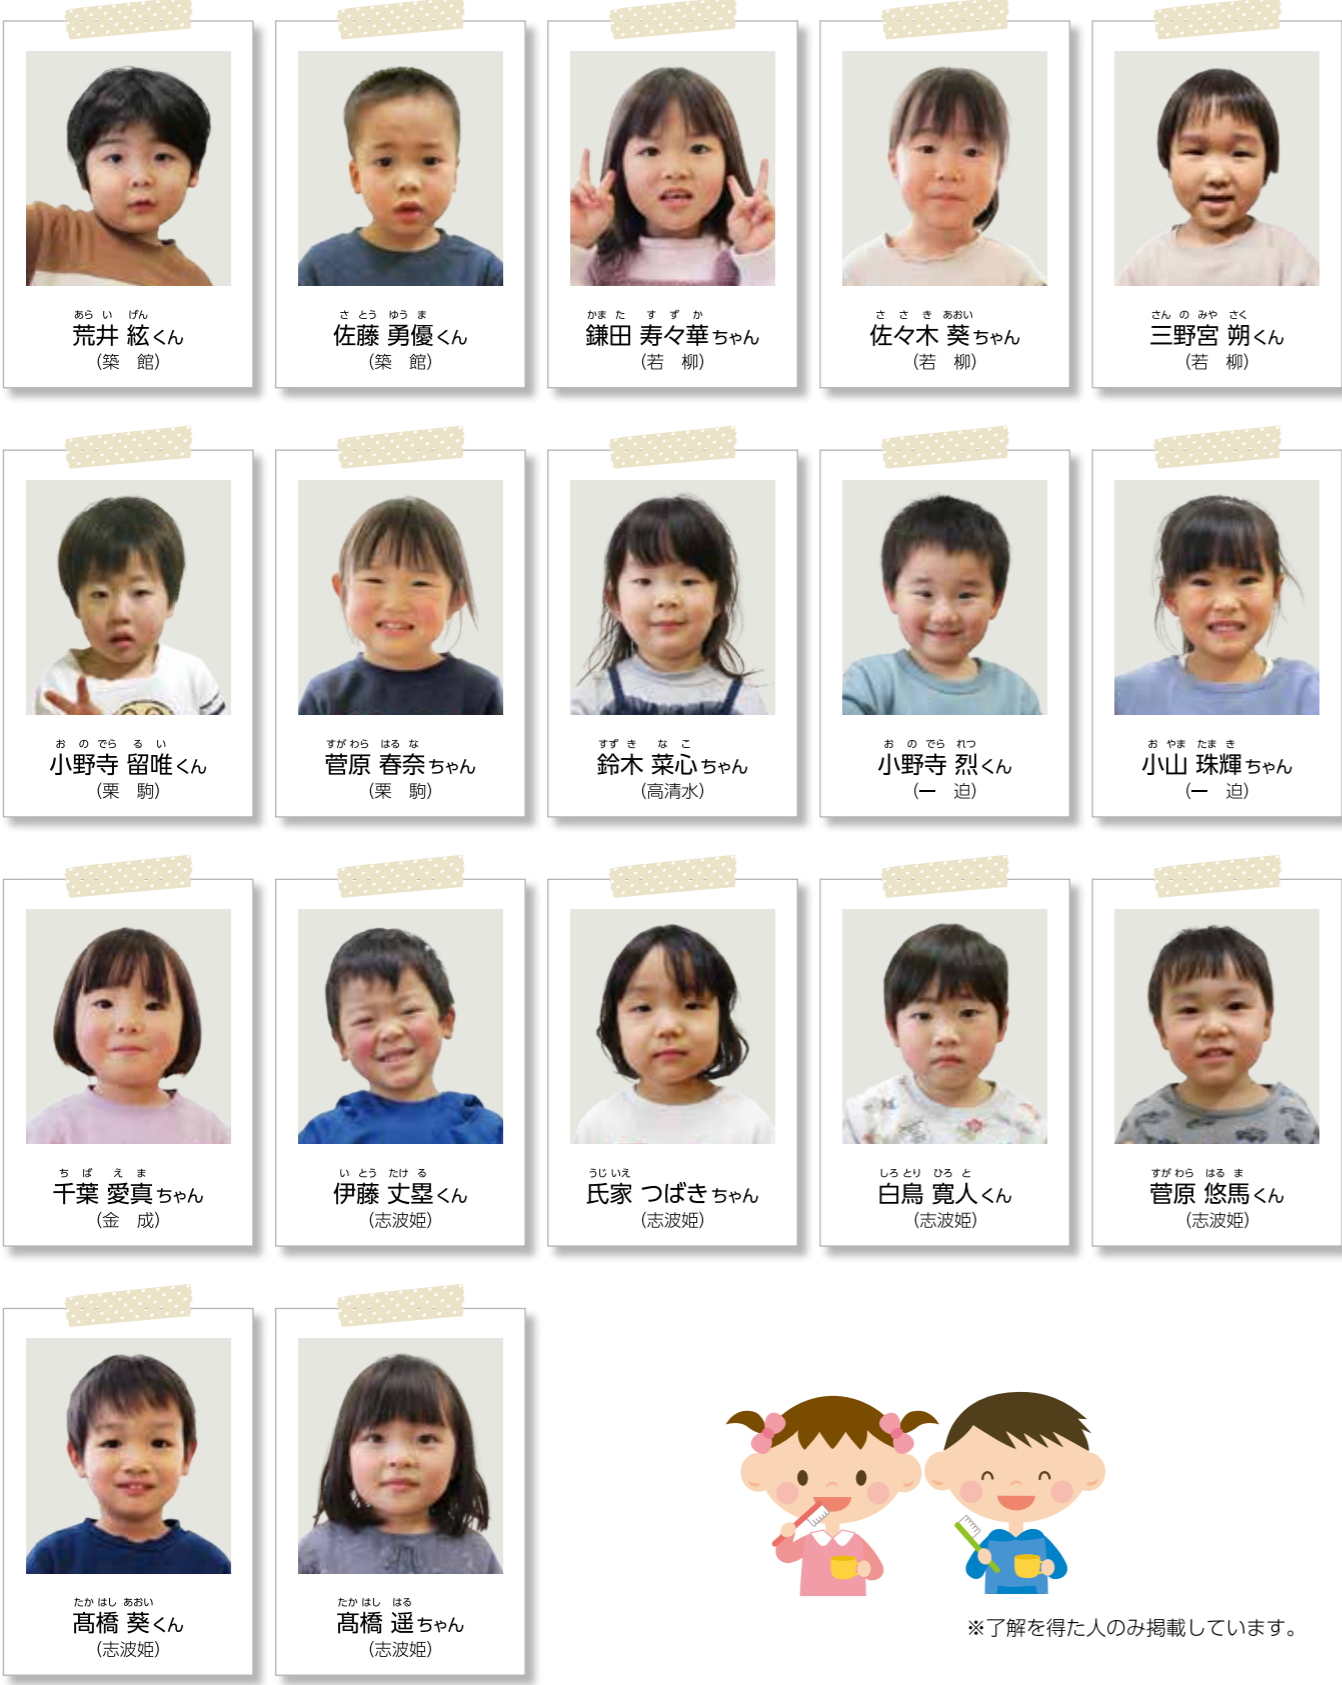 あらい げん
荒井 絃くん
(築 館)
さとう ゆうま
佐藤 勇優くん
(築 館)
かまた すずか
鎌田 寿々華ちゃん
(若 柳)
ささき あおい
佐々木 葵ちゃん
(若 柳)
さんのみや さく
三野宮 朔くん
(若 柳)
おのでら るい
小野寺 留唯くん
(栗 駒)
すがわら はるな
菅原 春奈ちゃん
(栗 駒)
すずき なこ
鈴木 菜心ちゃん
(高清水)
おのでら れつ
小野寺 烈くん
(一 迫)
おやま たまき
小山 珠輝ちゃん
(一 迫)
ちば えま
千葉 愛真ちゃん
(金 成)
いとう たける
伊藤 丈塁くん
(志波姫)
うじいえ
氏家 つばきちゃん
(志波姫)
しろとり ひろと
白鳥 寛人くん
(志波姫)
すがわら はるま
菅原 悠馬くん
(志波姫)
たかはし あおい
髙橋 葵くん
(志波姫)
たかはし はる
髙橋 遥ちゃん
(志波姫)
※了解を得た人のみ掲載しています。